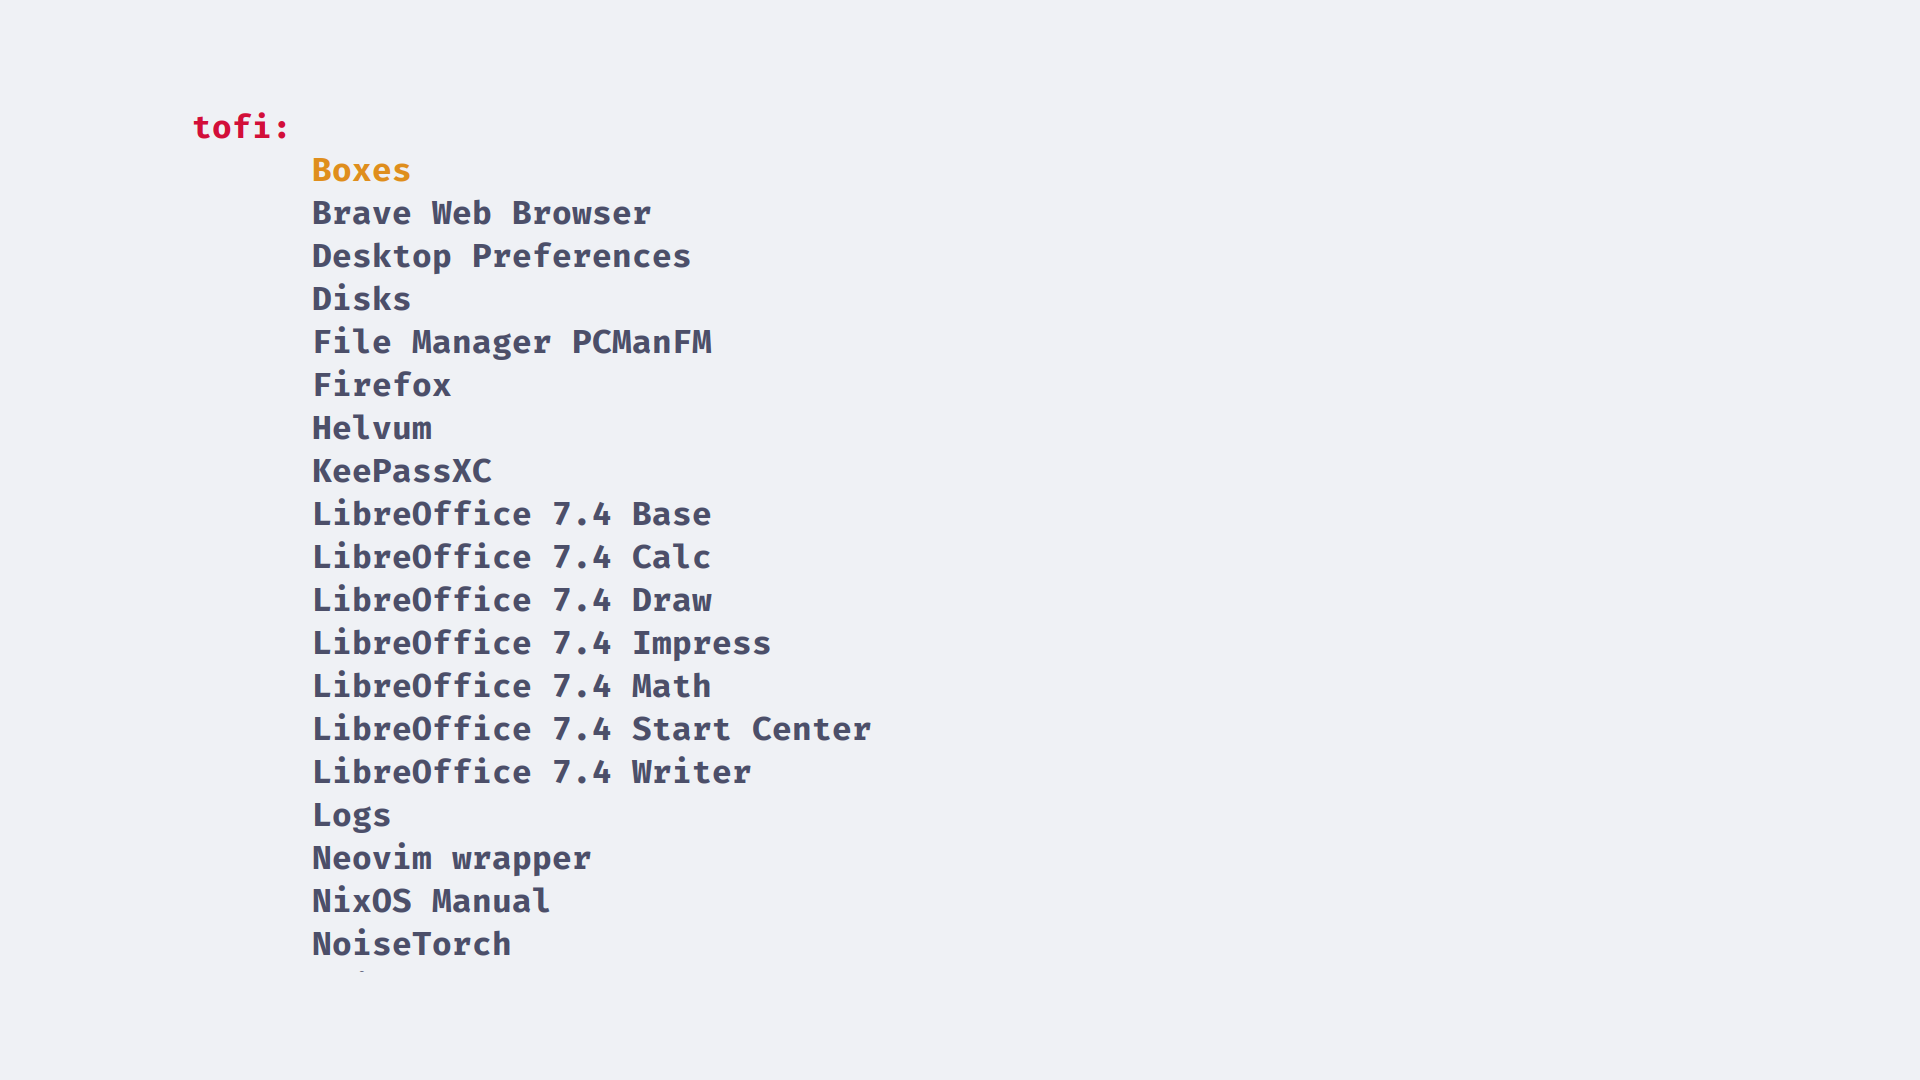 tofi:
Boxes
Brave Web Browser
Desktop Preferences
Disks
File Manager PCManFM
Firefox
Helvum
KeePassXC
LibreOffice 7.4 Base
LibreOffice 7.4 Calc
LibreOffice 7.4 Draw
LibreOffice 7.4 Impress
LibreOffice 7.4 Math
LibreOffice 7.4 Start Center
LibreOffice 7.4 Writer
Logs
Neovim wrapper
NixOS Manual
NoiseTorch